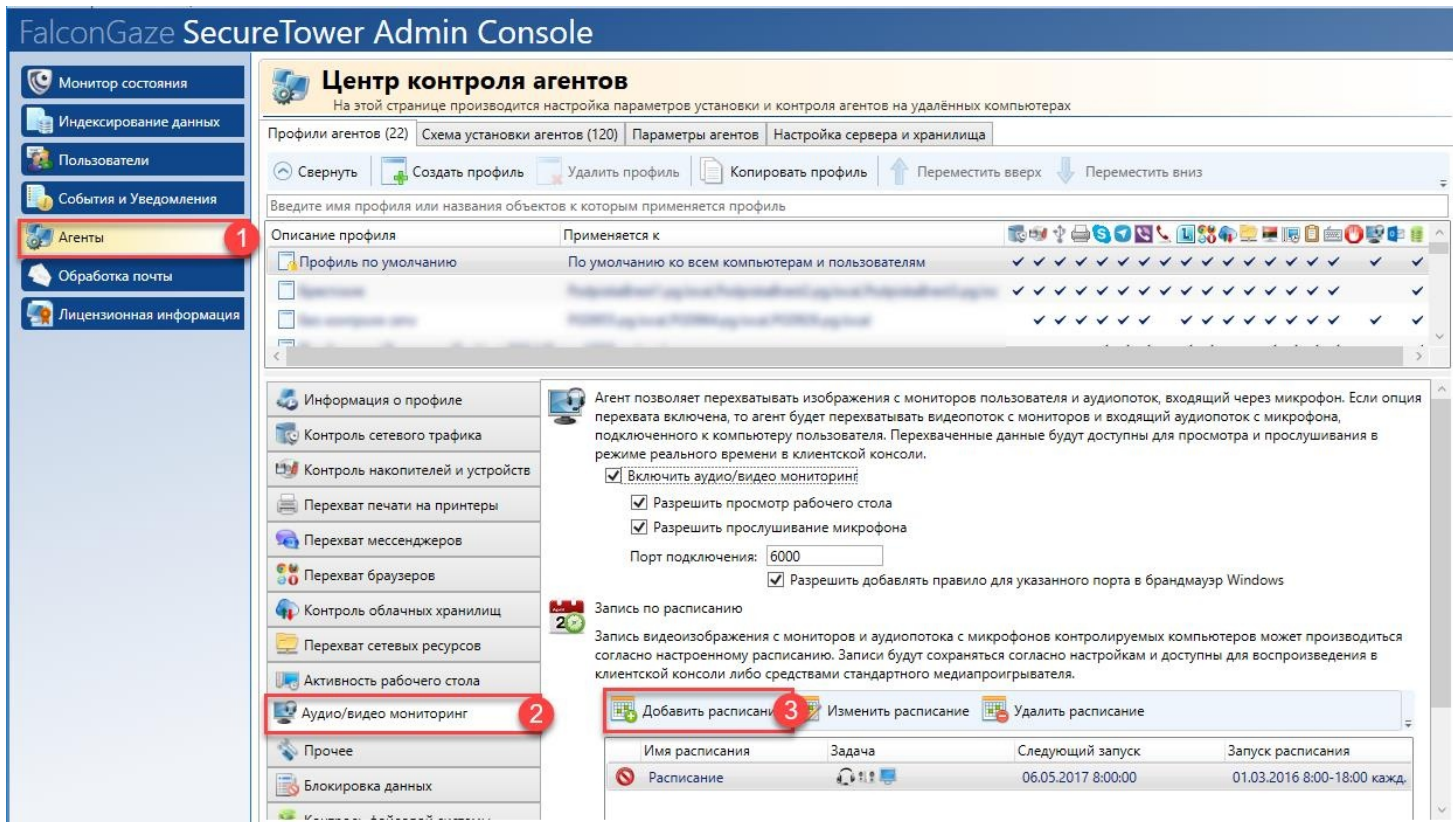 FalconGaze SecureTower Admin Console
Монитор состояния
Индексирование данных
Пользователи
События и Уведомления
Агенты
1
Обработка почты
Лицензионная информация
Центр контроля агентов
На этой странице производится настройка параметров установки и контроля агентов на удалённых компьютерах
Профили агентов (22) Схема установки агентов (120) Параметры агентов Настройка сервера и хранилища
Свернуть Создать профиль Удалить профиль Копировать профиль Переместить вверх Переместить вниз
Введите имя профиля или названия объектов к которым применяется профиль
Описание профиля Применяется к
Профиль по умолчанию По умолчанию ко всем компьютерам и пользователям
Информация о профиле
Контроль сетевого трафика
Контроль накопителей и устройств
Перехват печати на принтеры
Перехват мессенджеров
Перехват браузеров
Контроль облачных хранилищ
Перехват сетевых ресурсов
Активность рабочего стола
Аудио/видео мониторинг
2
Прочее
Блокировка данных
Агент позволяет перехватывать изображения с мониторов пользователя и аудиопоток, входящий через микрофон. Если опция
перехвата включена, то агент будет перехватывать видеопоток с мониторов и входящий аудиопоток с микрофона,
подключенного к компьютеру пользователя. Перехваченные данные будут доступны для просмотра и прослушивания в
режиме реального времени в клиентской консоли.
Включить аудио/видео мониторинг
Разрешить просмотр рабочего стола
Разрешить прослушивание микрофона
Порт подключения: 6000
Разрешить добавлять правило для указанного порта в брандмауэр Windows
Запись по расписанию
Запись видеоизображения с мониторов и аудиопотока с микрофонов контролируемых компьютеров может производиться
согласно настроенному расписанию. Записи будут сохраняться согласно настройкам и доступны для воспроизведения в
клиентской консоли либо средствами стандартного медиапроигрывателя.
Добавить расписани 3 Изменить расписание Удалить расписание
Имя расписания Задача Следующий запуск Запуск расписания
Расписание 06.05.2017 8:00:00 01.03.2016 8:00-18:00 кажд.